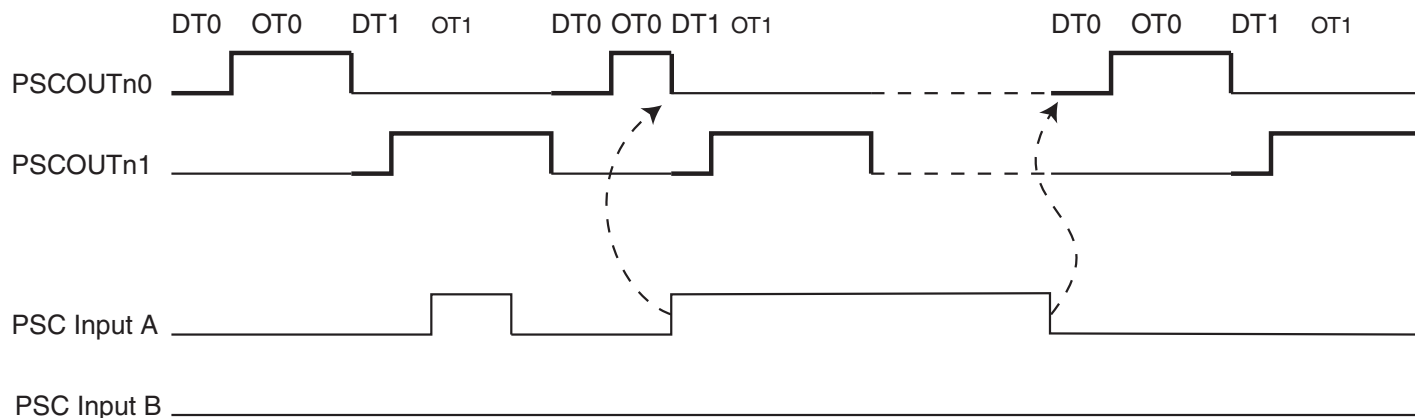 DT0 OT0 DT1 OT1 DT0 OT0 DT1 OT1 DT0 OT0 DT1 OT1
PSCOUTn0
PSCOUTn1
PSC Input A
PSC Input B